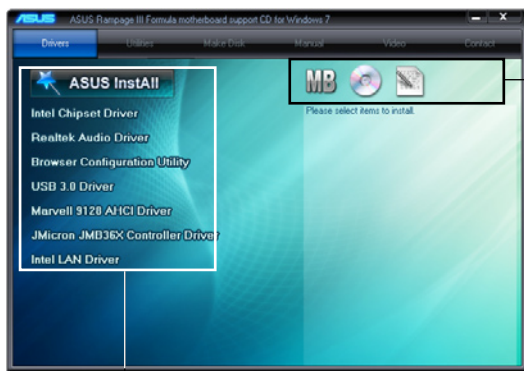 ASUS ASUS Rampage III Formula motherboard support CD for Windows 7
Drivers Utilities Make Disk Manual Video Contact
ASUS InstAll
MB
Please select items to install.
Intel Chipset Driver
Realtek Audio Driver
Browser Configuration Utility
USB 3.0 Driver
Marvell 9128 AHCI Driver
JMicron JMB36X Controller Driver
Intel LAN Driver